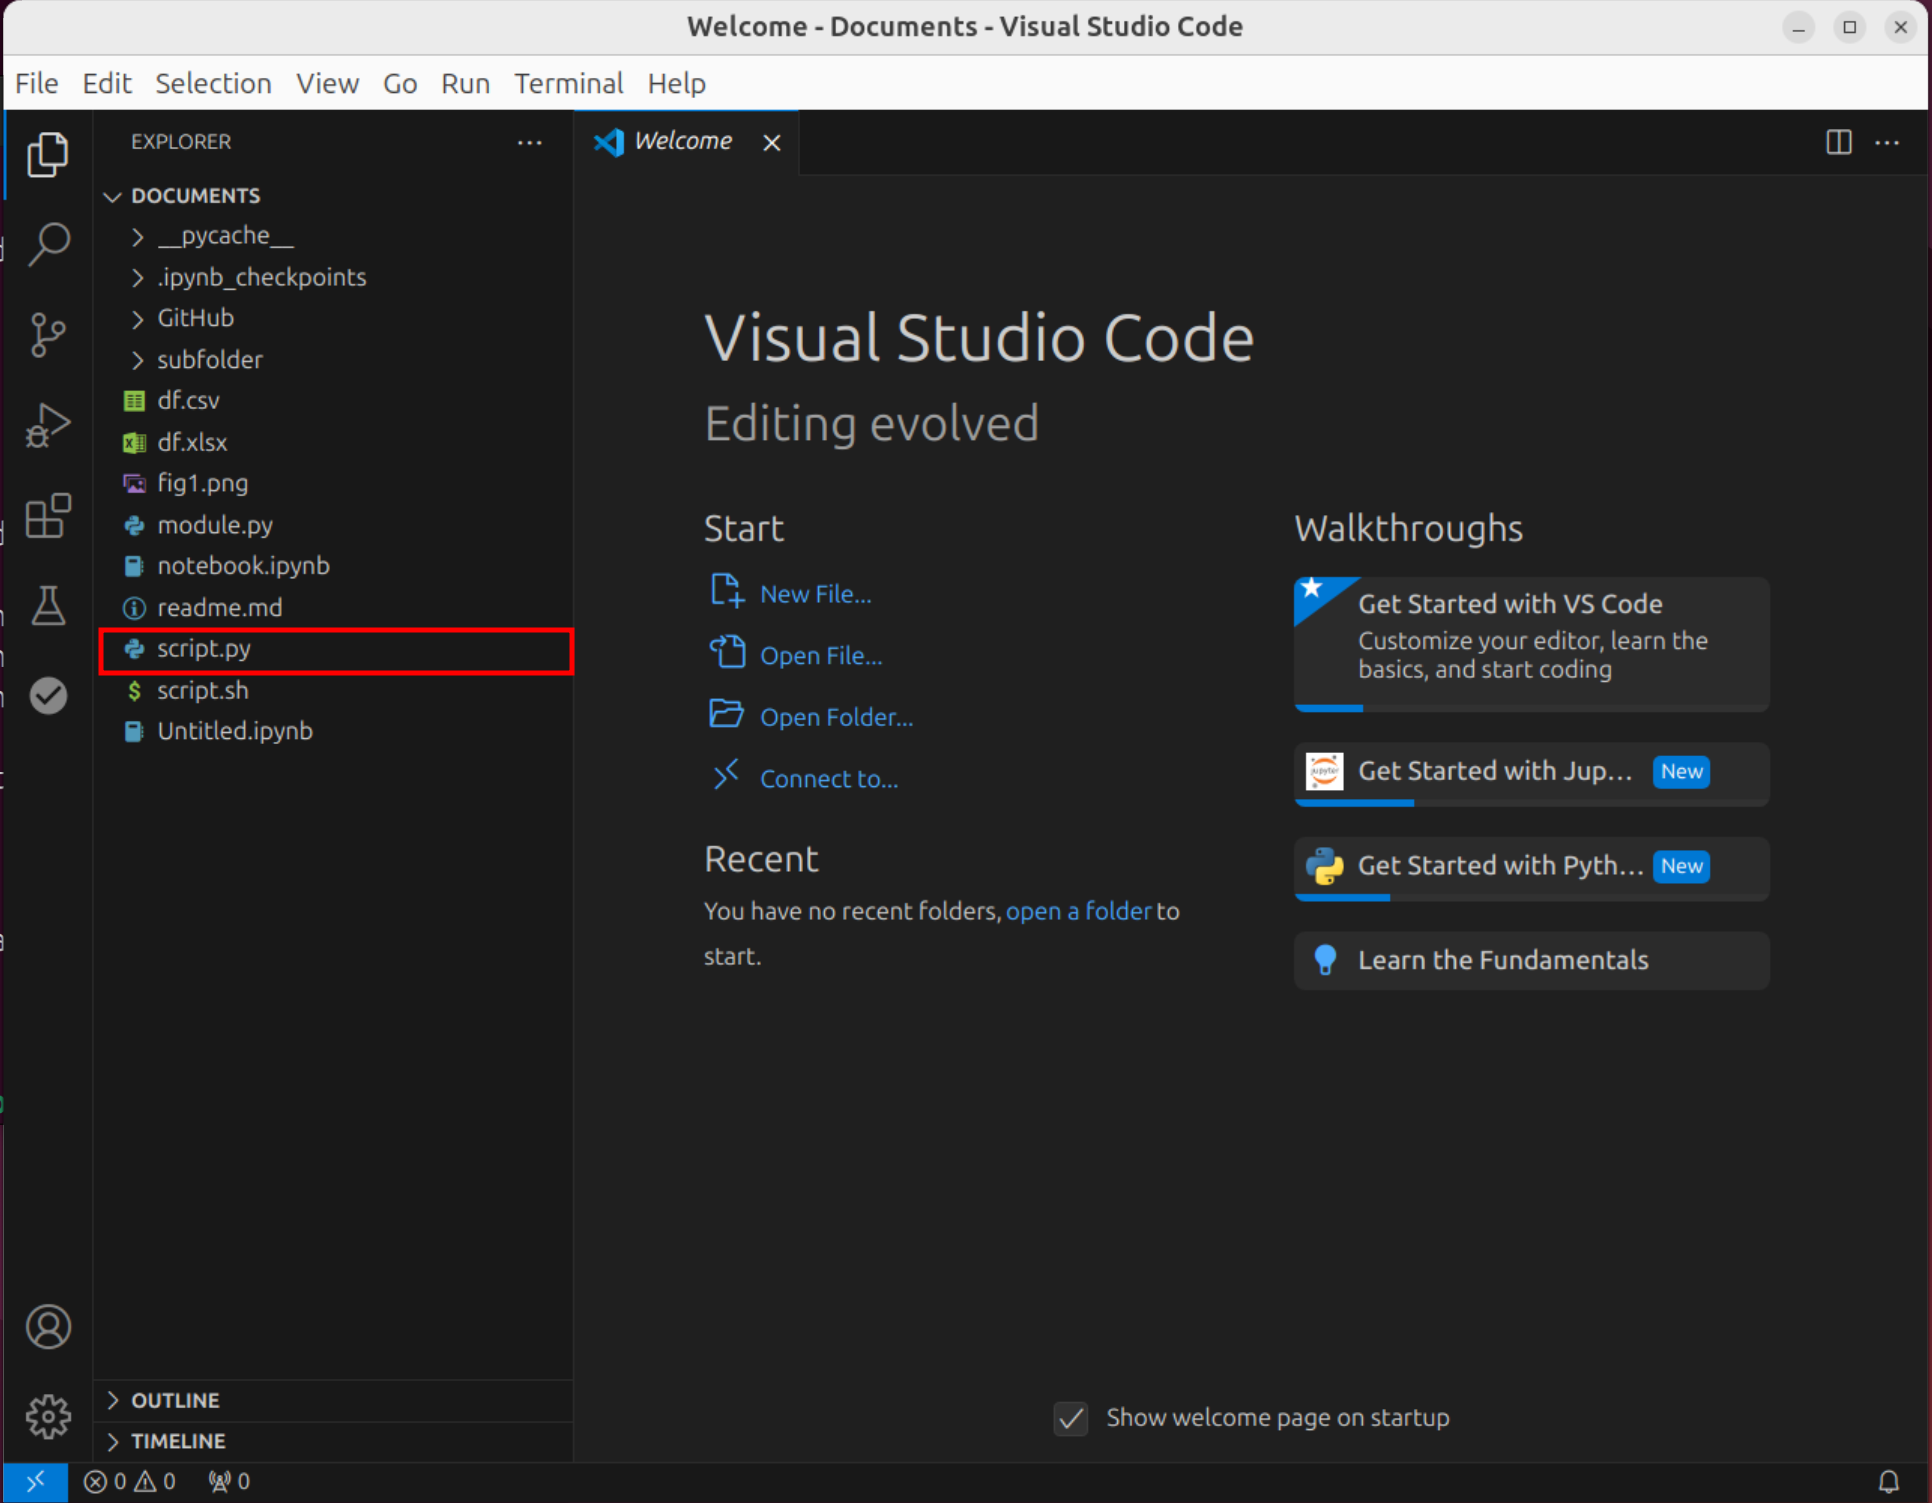 Welcome - Documents - Visual Studio Code
File Edit Selection View Go Run Terminal Help
EXPLORER
DOCUMENTS
__pycache__
.ipynb_checkpoints
GitHub
subfolder
df.csv
df.xlsx
fig1.png
module.py
notebook.ipynb
readme.md
script.py
$ script.sh
Untitled.ipynb
OUTLINE
TIMELINE
Welcome
Visual Studio Code
Editing evolved
Start
New File...
Open File...
Open Folder...
Connect to...
Recent
You have no recent folders, open a folder to
start.
Walkthroughs
Get Started with VS Code
Customize your editor, learn the
basics, and start coding
jupyter
Get Started with Jup... New
Get Started with Pyth... New
Learn the Fundamentals
Show welcome page on startup
0 0 0